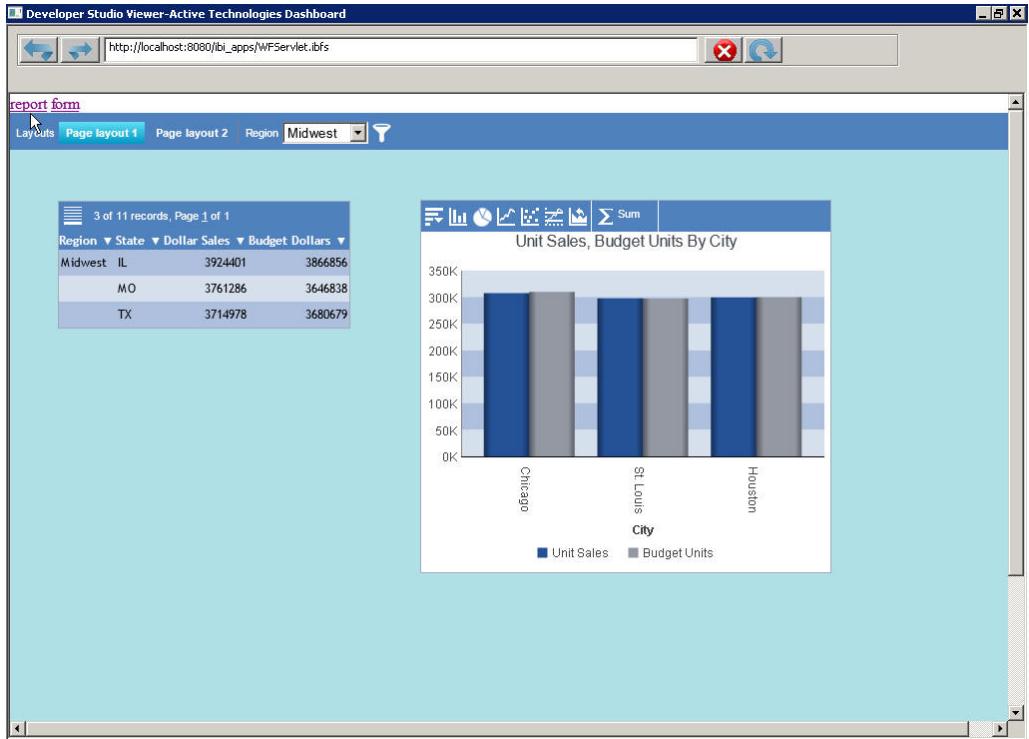 Developer Studio Viewer-Active Technologies Dashboard
http://localhost:8080/ibi_apps/WFServlet.ibfs
report form
Layouts Page layout 1 Page layout 2 Region Midwest
3 of 11 records, Page 1 of 1
Region State Dollar Sales Budget Dollars
Midwest IL 3924401 3866856
MO 3761286 3646838
TX 3714978 3680679
Sum
Unit Sales, Budget Units By City
350K
300K
250K
200K
150K
100K
50K
0K
Chicago
St. Louis
Houston
City
Unit Sales Budget Units